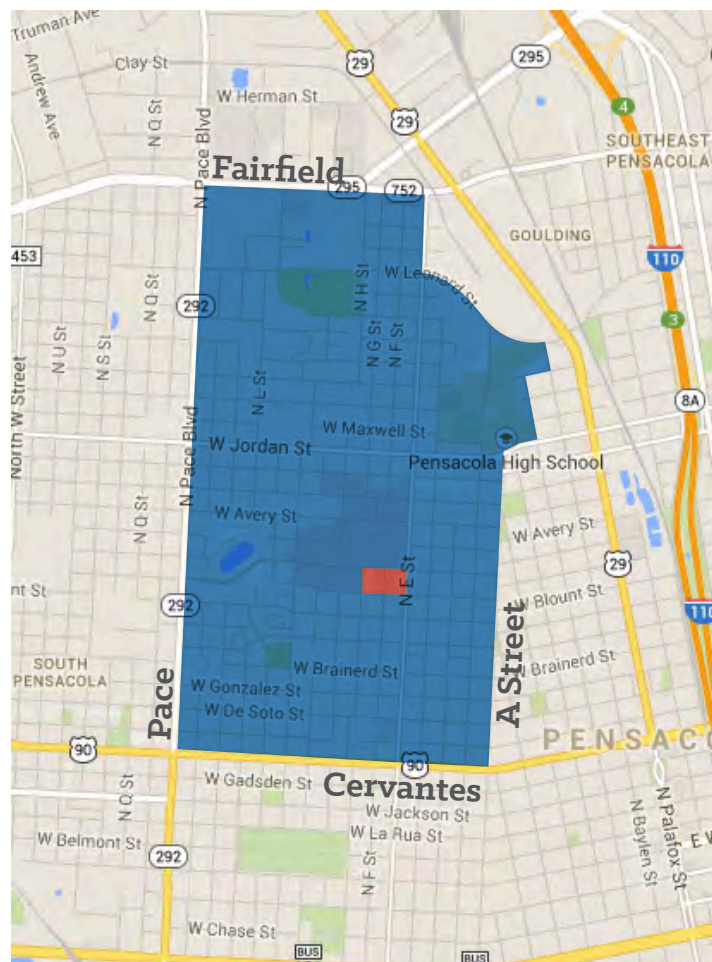 Truman Ave
Clay St
29
295
Andrew Ave
N Q St
W Herman St
29
4
SOUTHEAST
PENSACOLA
N Pace Blvd
Fairfield
295
752
453
GOULDING
110
W Leonard St
N H St
292
N Q St
3
N U St
N S St
N G St
N F St
N L St
8A
North W Street
N Pace Blvd
W Maxwell St
W Jordan St
Pensacola High School
N Q St
W Avery St
W Avery St
29
N E St
nt St
292
W Blount St
110
A Street
SOUTH
PENSACOLA
Pace
W Brainerd St
W Brainerd St
W Gonzalez St
W De Soto St
PENSACO
90
90
Cervantes
N Q St
W Gadsden St
W Jackson St
W La Rua St
N Palafox St
N Baylen St
W Belmont St
E W
292
N F St
W Chase St
BUS
BUS